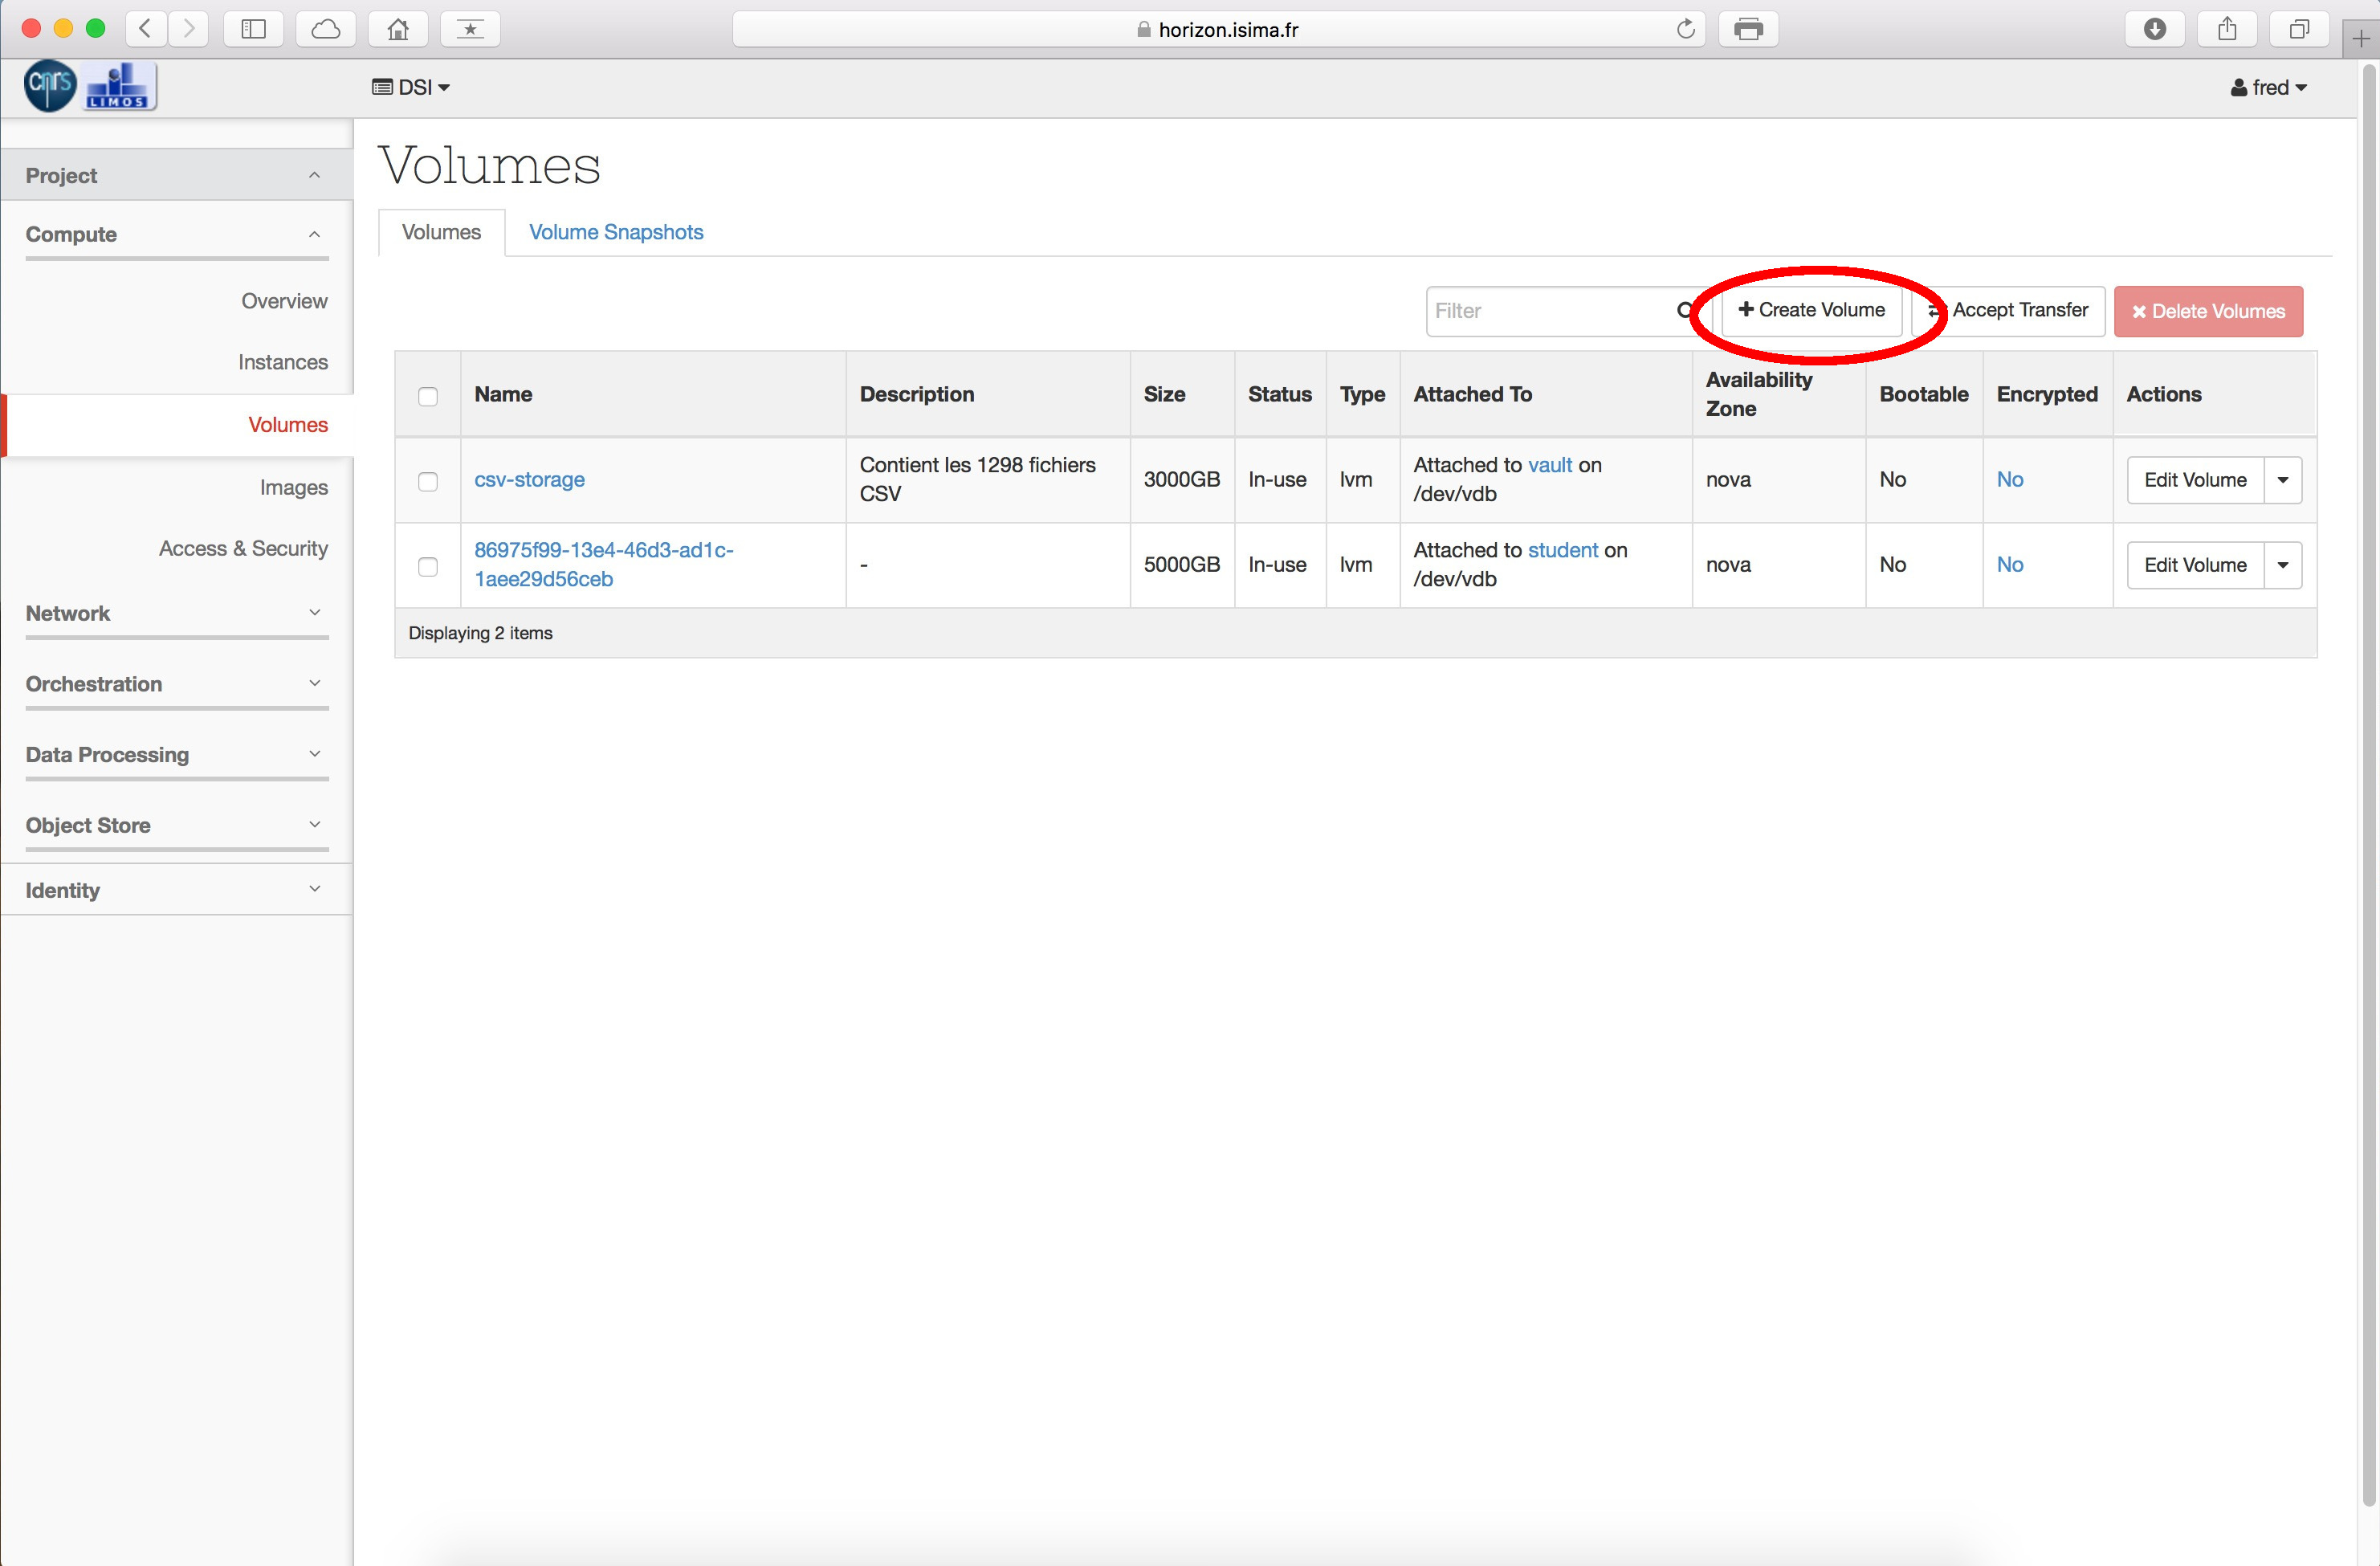 horizon.isima.fr
cnrs
LIMOS
DSI
fred
Project
Compute
Overview
Instances
Volumes
Images
Access & Security
Network
Orchestration
Data Processing
Object Store
Identity
Volumes
Volumes Volume Snapshots
Filter + Create Volume Accept Transfer × Delete Volumes
Name Description Size Status Type Attached To Availability Zone Bootable Encrypted Actions
csv-storage Contient les 1298 fichiers CSV 3000GB In-use lvm Attached to vault on /dev/vdb nova No No Edit Volume
86975f99-13e4-46d3-ad1c-1aee29d56ceb - 5000GB In-use lvm Attached to student on /dev/vdb nova No No Edit Volume
Displaying 2 items